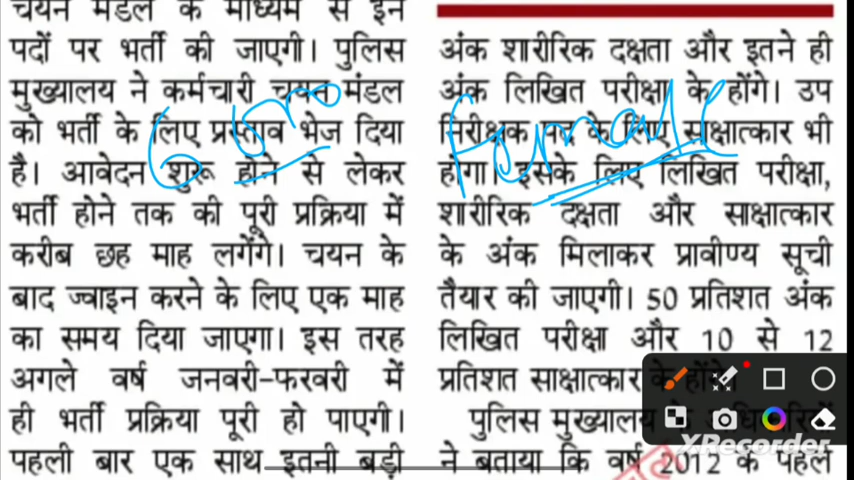 चयन मंडल के माध्यम से इन
पदों पर भर्ती की जाएगी। पुलिस
मुख्यालय ने कर्मचारी चयन मंडल
को भर्ती के लिए प्रस्ताव भेज दिया
है। आवेदन शुरू होने से लेकर
भर्ती होने तक की पूरी प्रक्रिया में
करीब छह माह लगेंगे। चयन के
बाद ज्वाइन करने के लिए एक माह
का समय दिया जाएगा। इस तरह
अगले वर्ष जनवरी-फरवरी में
ही भर्ती प्रक्रिया पूरी हो पाएगी।
पहली बार एक साथ इतनी बड़ी
अंक शारीरिक दक्षता और इतने ही
अंक लिखित परीक्षा के होंगे। उप
निरीक्षक पद के लिए साक्षात्कार भी
होगा। इसके लिए लिखित परीक्षा,
शारीरिक दक्षता और साक्षात्कार
के अंक मिलाकर प्रावीण्य सूची
तैयार की जाएगी। 50 प्रतिशत अंक
लिखित परीक्षा और 10 से 12
प्रतिशत साक्षात्कार के होंगे।
पुलिस मुख्यालय के अधिकारियों
ने बताया कि वर्ष 2012 के पहले
Female
XRecorder